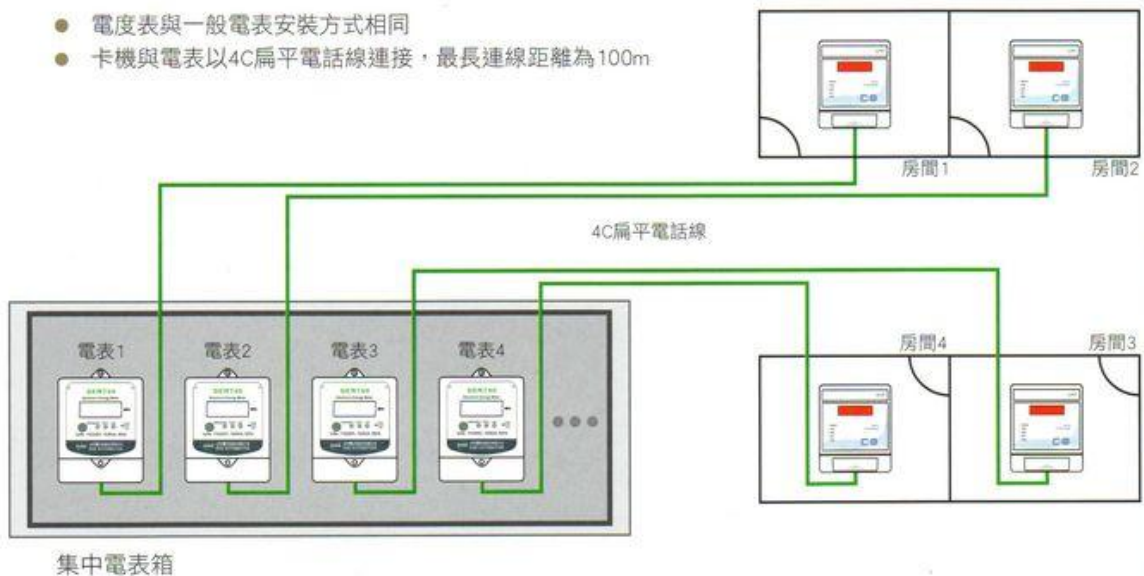 電度表與一般電表安裝方式相同
卡機與電表以4C扁平電話線連接，最長連線距離為100m
房間1
房間2
4C扁平電話線
電表1
電表2
電表3
電表4
房間4
房間3
集中電表箱